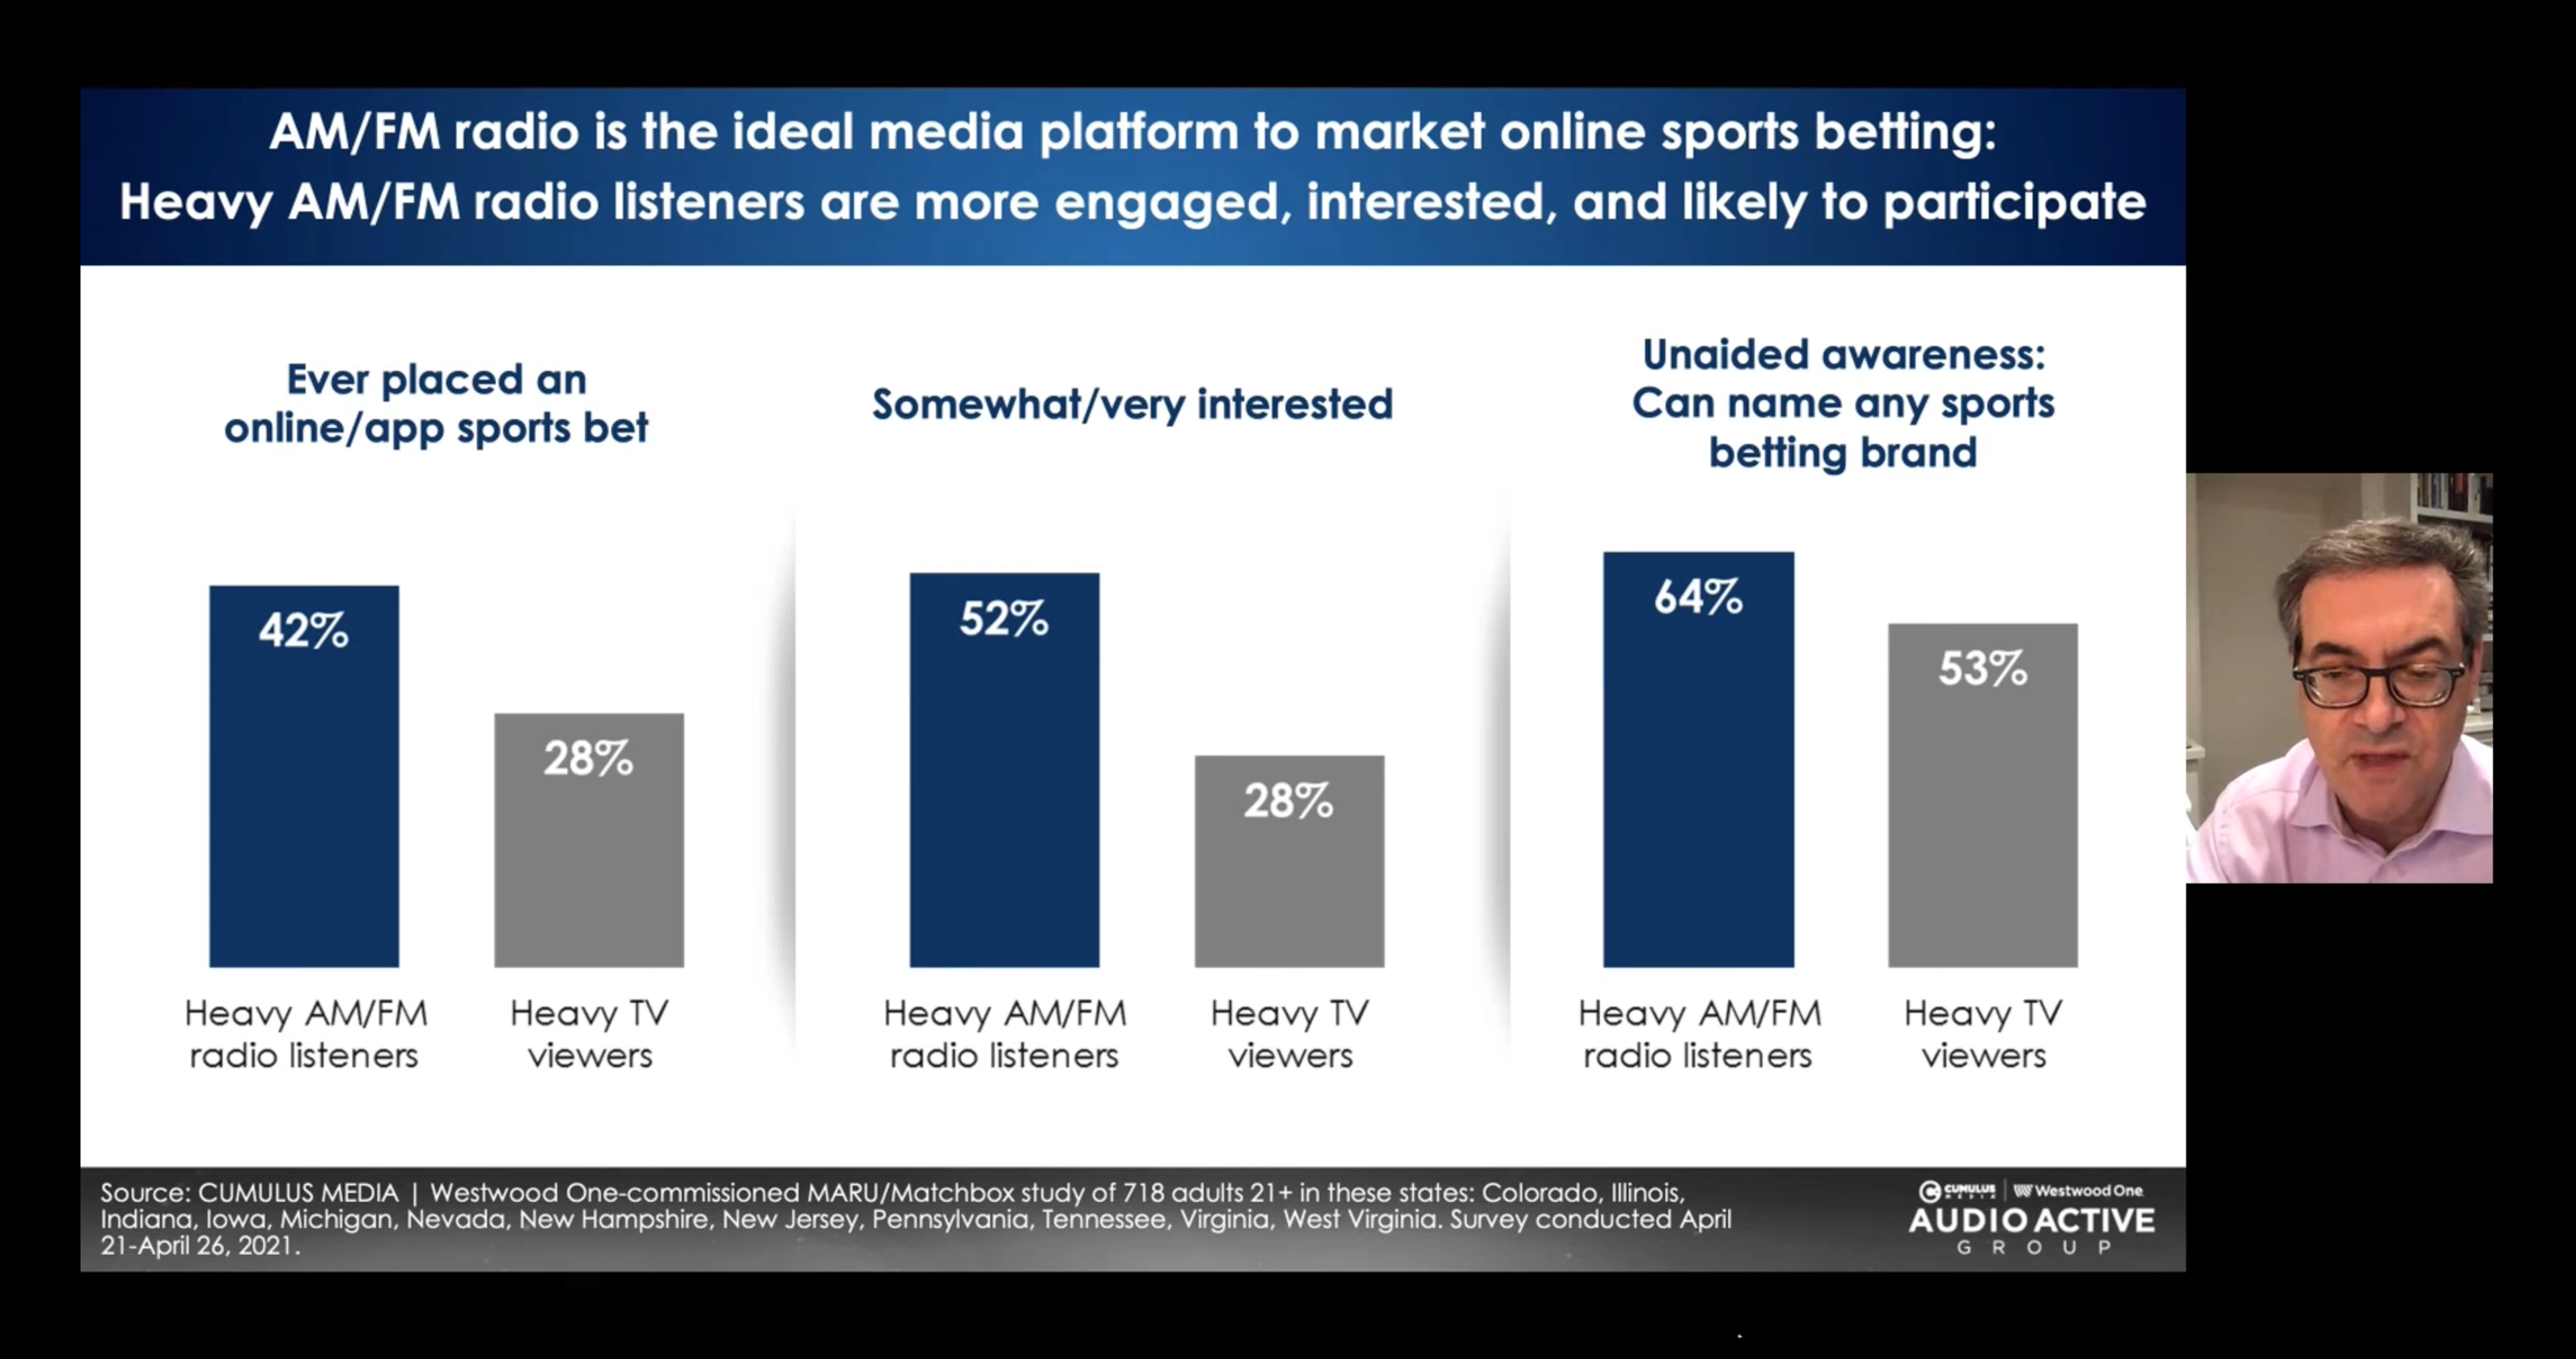 AM/FM radio is the ideal media platform to market online sports betting:
Heavy AM/FM radio listeners are more engaged, interested, and likely to participate
Ever placed an
online/app sports bet
42%
28%
Heavy AM/FM
radio listeners
Heavy TV
viewers
Somewhat/very interested
52%
28%
Heavy AM/FM
radio listeners
Heavy TV
viewers
Unaided awareness:
Can name any sports
betting brand
64%
53%
Heavy AM/FM
radio listeners
Heavy TV
viewers
Source: CUMULUS MEDIA | Westwood One-commissioned MARU/Matchbox study of 718 adults 21+ in these states: Colorado, Illinois,
Indiana, Iowa, Michigan, Nevada, New Hampshire, New Jersey, Pennsylvania, Tennessee, Virginia, West Virginia. Survey conducted April
21-April 26, 2021.
CUMULUS MEDIA | Westwood One
AUDIO ACTIVE
GROUP